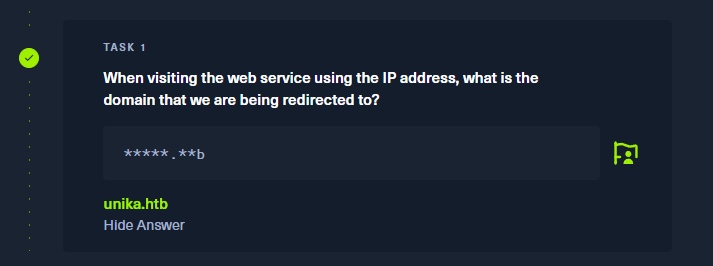 TASK 1
When visiting the web service using the IP address, what is the
domain that we are being redirected to?
*****.**b
unika.htb
Hide Answer